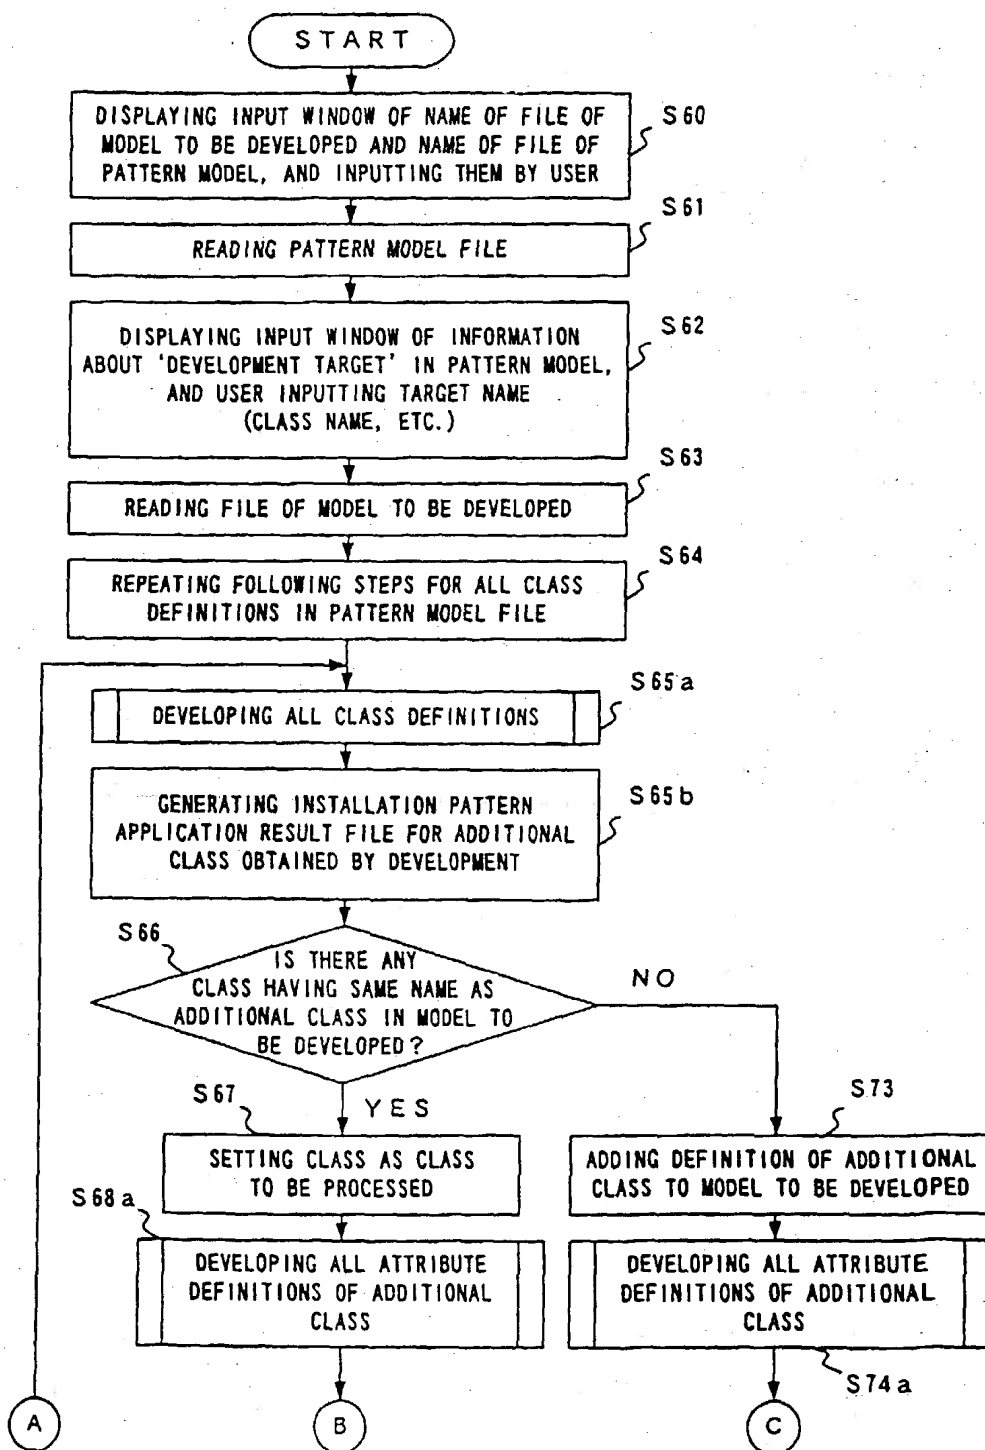 START
DISPLAYING INPUT WINDOW OF NAME OF FILE OF
MODEL TO BE DEVELOPED AND NAME OF FILE OF
PATTERN MODEL, AND INPUTTING THEM BY USER
S60
S61
READING PATTERN MODEL FILE
S62
DISPLAYING INPUT WINDOW OF INFORMATION
ABOUT 'DEVELOPMENT TARGET' IN PATTERN MODEL,
AND USER INPUTTING TARGET NAME
(CLASS NAME, ETC.)
S63
READING FILE OF MODEL TO BE DEVELOPED
S64
REPEATING FOLLOWING STEPS FOR ALL CLASS
DEFINITIONS IN PATTERN MODEL FILE
S65a
DEVELOPING ALL CLASS DEFINITIONS
S65b
GENERATING INSTALLATION PATTERN
APPLICATION RESULT FILE FOR ADDITIONAL
CLASS OBTAINED BY DEVELOPMENT
S66
IS THERE ANY
CLASS HAVING SAME NAME AS
ADDITIONAL CLASS IN MODEL TO
BE DEVELOPED?
NO
YES
S67
SETTING CLASS AS CLASS
TO BE PROCESSED
S73
ADDING DEFINITION OF ADDITIONAL
CLASS TO MODEL TO BE DEVELOPED
S68a
DEVELOPING ALL ATTRIBUTE
DEFINITIONS OF ADDITIONAL
CLASS
DEVELOPING ALL ATTRIBUTE
DEFINITIONS OF ADDITIONAL
CLASS
S74a
A
B
C